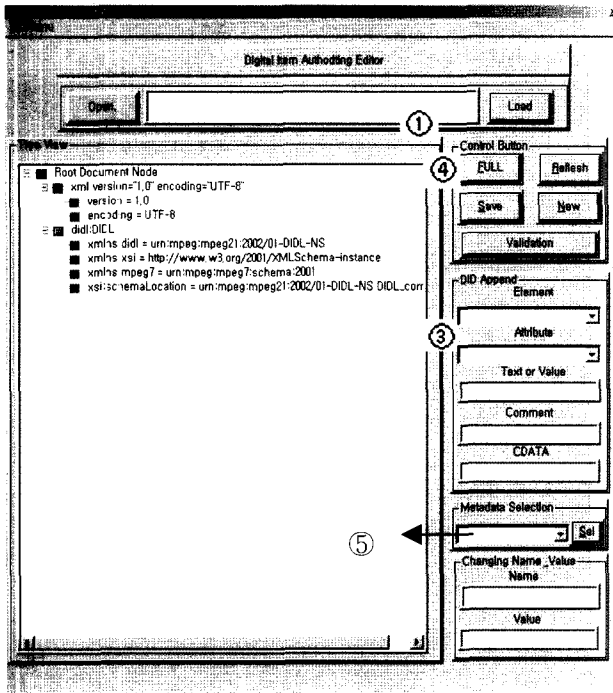 Digital Item Authodting Editor
Open
Load
①
Tree View
Root Document Node
xml version="1,0" encoding="UTF-8"
version = 1,0
encoding = UTF-8
didl:DIDL
xmlns didl = urn:mpeg:mpeg21:2002/01-DIDL-NS
xmlns xsi = http://www.w3.org/2001/XMLSchema-instance
xmlns mpeg7 = urn:mpeg:mpeg7:schema:2001
xsi:schemaLocation = urn:mpeg:mpeg21:2002/01-DIDL-NS DIDL_corr
Control Button
④
FULL
Refresh
Save
New
Validation
DID Append
Element
③
Attribute
Text or Value
Comment
CDATA
Metadata Selection
⑤
Sel
Changing Name_Value
Name
Value